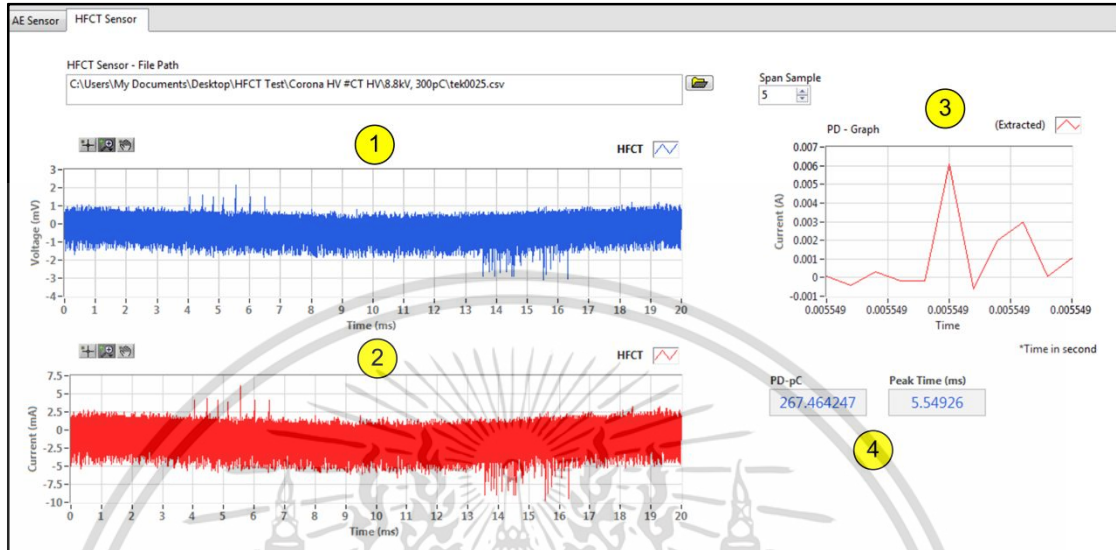 AE Sensor
HFCT Sensor
HFCT Sensor - File Path
C:\Users\My Documents\Desktop\HFCT Test\Corona HV #CT HV\8.8kV, 300pC\tek0025.csv
Span Sample
5
1
HFCT
3
2
1
0
-1
-2
-3
-4
Voltage (mV)
0 1 2 3 4 5 6 7 8 9 10 11 12 13 14 15 16 17 18 19 20
Time (ms)
2
HFCT
7.5
5
2.5
0
-2.5
-5
-7.5
-10
Current (mA)
0 1 2 3 4 5 6 7 8 9 10 11 12 13 14 15 16 17 18 19 20
Time (ms)
3
PD - Graph
(Extracted)
0.007
0.006
0.005
0.004
0.003
0.002
0.001
0
-0.001
Current (A)
0.005549 0.005549 0.005549 0.005549 0.005549
Time
*Time in second
PD-pC
Peak Time (ms)
267.464247
5.54926
4